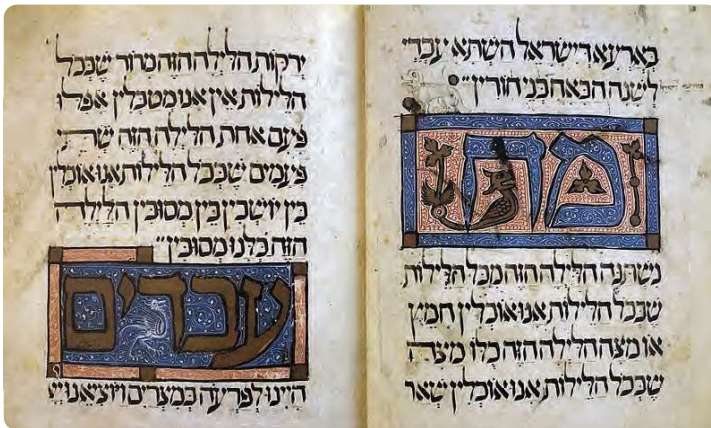 בארעא דישראל השתא עבדי
לשנה הבאה בני חורין
מה
נשתנה הלילה הזה מכל הלילות
שבכל הלילות אנו אוכלין חמץ
או מצה הלילה הזה כלו מצה
שבכל הלילות אנו אוכלין שאר
ירקות הלילה הזה מרור שבכל
הלילות אין אנו מטבלין אפלו
פעם אחת הלילה הזה שתי
פעמים שבכל הלילות אנו אוכלין
בין יושבין בין מסובין הלילה
הזה כלנו מסובין
עבדים
היינו לפרעה במצרים ויוציאנו יי